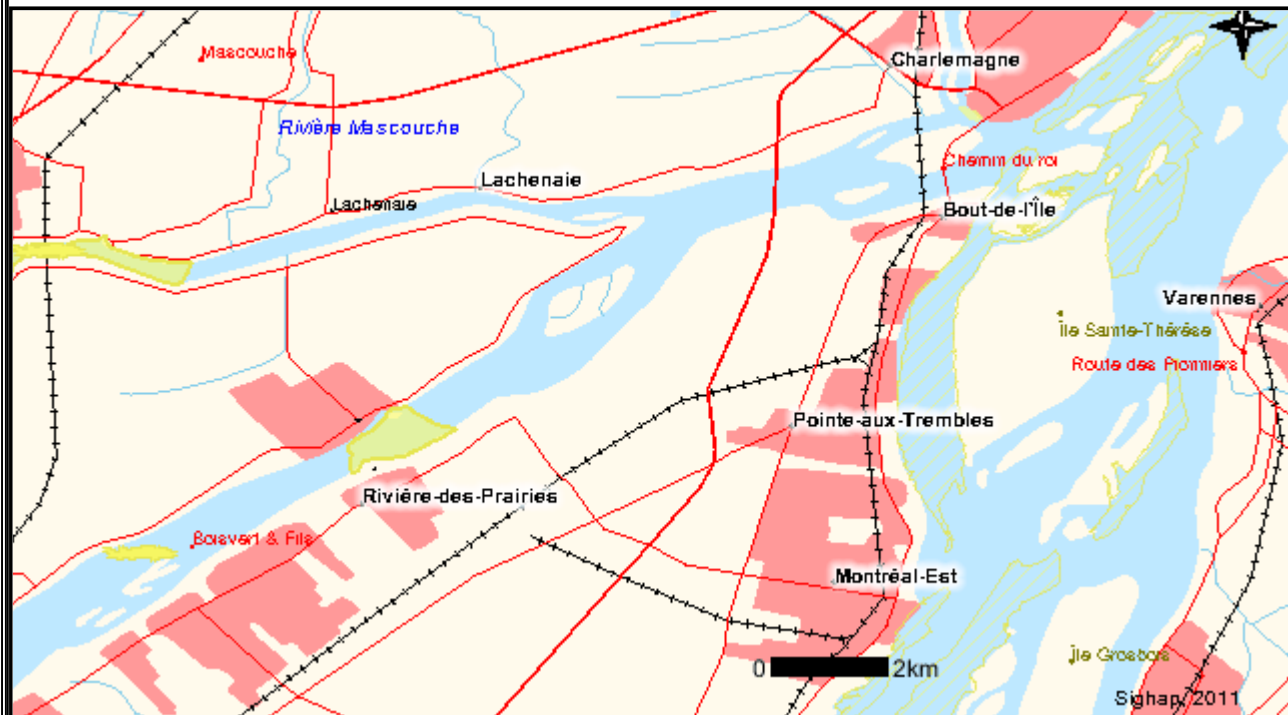 Mascouche
Charlemagne
Rivière Mascouche
Chemin du roi
Lachenaie
Lachenaie
Bout-de-l'Île
Varennes
Île Sainte-Thérèse
Route des Pionniers
Pointe-aux-Trembles
Rivière-des-Prairies
Boisvert & Fils
Montréal-Est
Île Grosbois
0 2km
Sighap, 2011